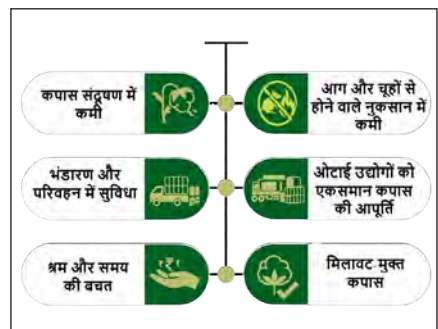 कपास संदूषण में
कमी
आग और चूहों से
होने वाले नुकसान में
कमी
भंडारण और
परिवहन में सुविधा
ओटाई उद्योगों को
एकसमान कपास
की आपूर्ति
श्रम और समय
की बचत
मिलावट मुक्त
कपास